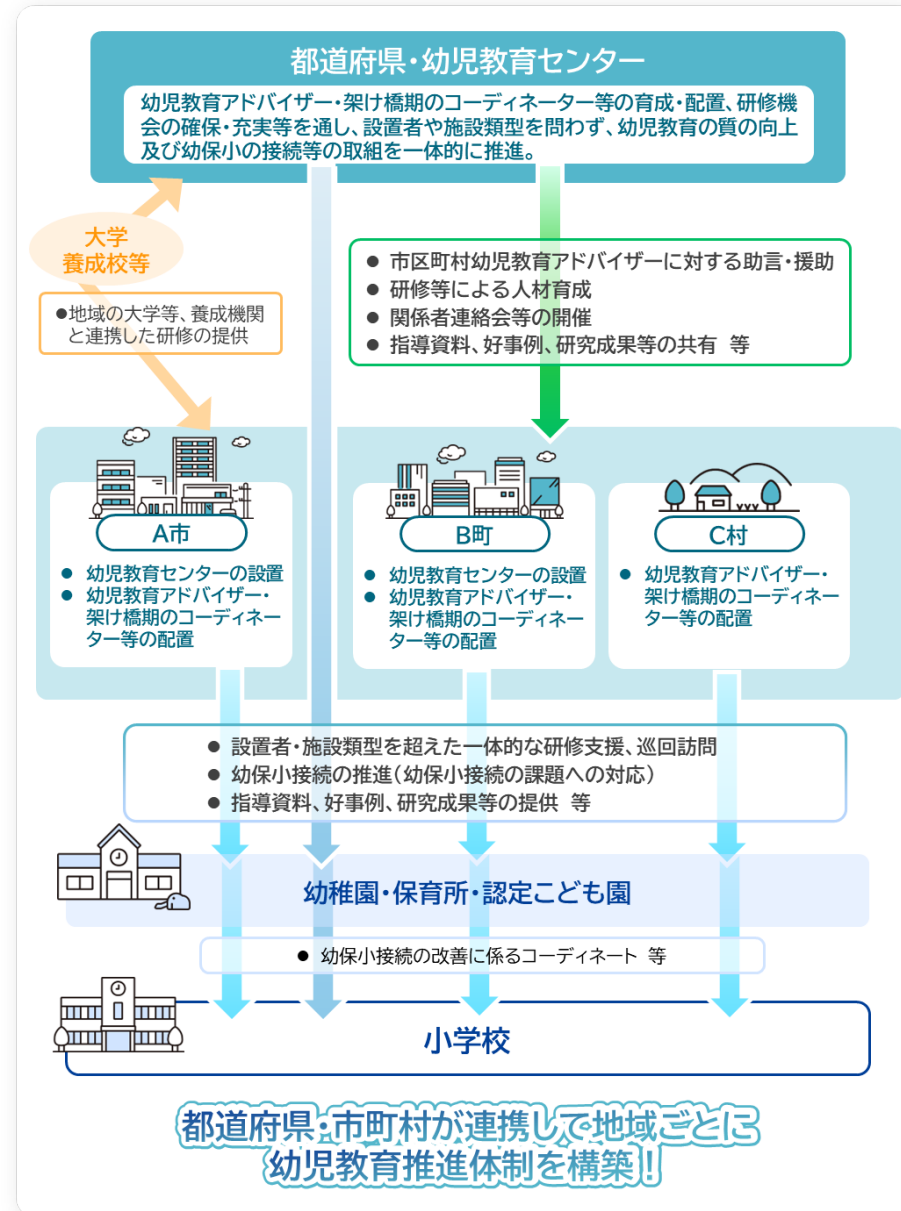 都道府県・幼児教育センター
幼児教育アドバイザー・架け橋期のコーディネーター等の育成・配置、研修機
会の確保・充実等を通し、設置者や施設類型を問わず、幼児教育の質の向上
及び幼保小の接続等の取組を一体的に推進。
大学
養成校等
●地域の大学等、養成機関
と連携した研修の提供
● 市区町村幼児教育アドバイザーに対する助言・援助
● 研修等による人材育成
● 関係者連絡会等の開催
● 指導資料、好事例、研究成果等の共有 等
A市
● 幼児教育センターの設置
● 幼児教育アドバイザー・
架け橋期のコーディネー
ター等の配置
B町
● 幼児教育センターの設置
● 幼児教育アドバイザー・
架け橋期のコーディネー
ター等の配置
C村
● 幼児教育アドバイザー・
架け橋期のコーディネー
ター等の配置
● 設置者・施設類型を超えた一体的な研修支援、巡回訪問
● 幼保小接続の推進(幼保小接続の課題への対応)
● 指導資料、好事例、研究成果等の提供 等
幼稚園・保育所・認定こども園
● 幼保小接続の改善に係るコーディネート 等
小学校
都道府県・市町村が連携して地域ごとに
幼児教育推進体制を構築！